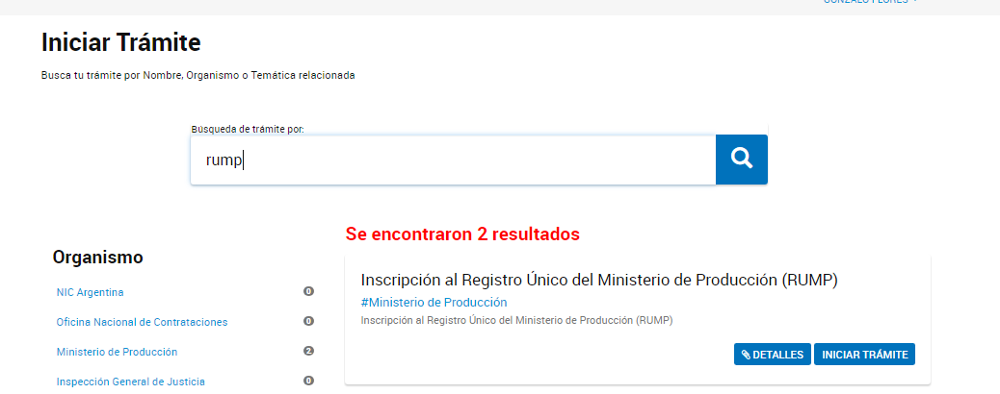 GONZALO FLORES
Iniciar Trámite
Busca tu trámite por Nombre, Organismo o Temática relacionada
Búsqueda de trámite por:
rump
Se encontraron 2 resultados
Organismo
NIC Argentina 0
Oficina Nacional de Contrataciones 0
Ministerio de Producción 2
Inspección General de Justicia 0
Inscripción al Registro Único del Ministerio de Producción (RUMP)
#Ministerio de Producción
Inscripción al Registro Único del Ministerio de Producción (RUMP)
DETALLES
INICIAR TRÁMITE